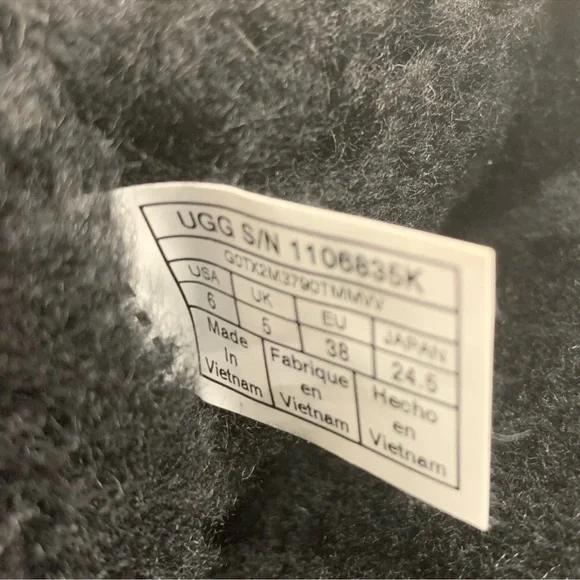 UGG S/N 1106835K
G0TX2M3790TMMVV
USA UK EU JAPAN
6 5 38 24.5
Made In Vietnam
Fabrique en Vietnam
Hecho en Vietnam